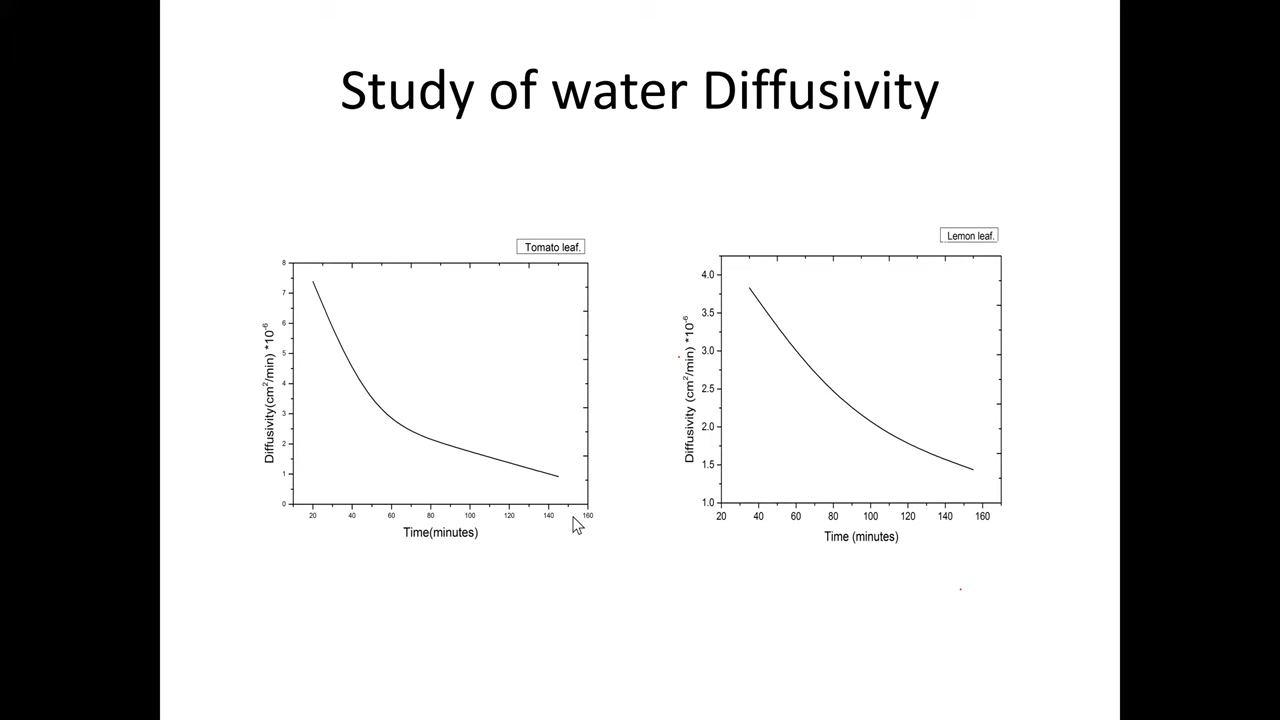 Study of water Diffusivity
Tomato leaf.
8
7
6
5
4
3
2
1
0
Diffusivity(cm²/min) *10⁻⁶
20 40 60 80 100 120 140 160
Time(minutes)
Lemon leaf.
4.0
3.5
3.0
2.5
2.0
1.5
1.0
Diffusivity (cm²/min) *10⁻⁶
20 40 60 80 100 120 140 160
Time (minutes)